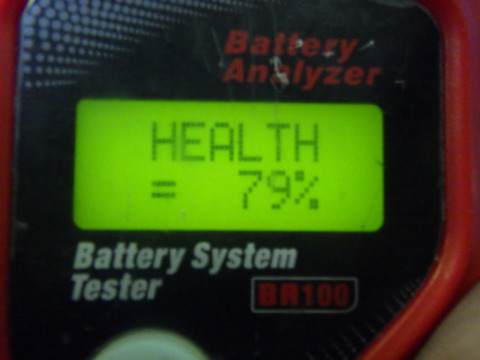 Battery
Analyzer
HEALTH
= 79%
Battery System
Tester
BR100